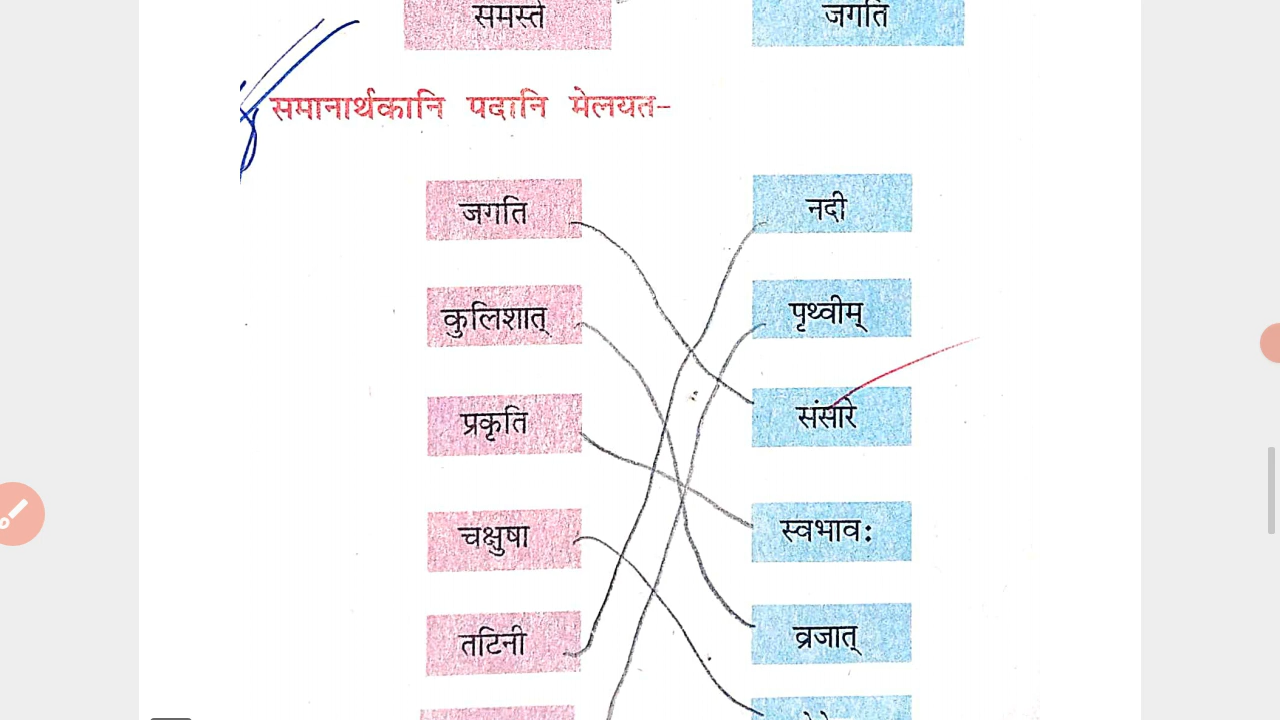 समस्ते जगति
समानार्थकानि पदानि मेलयत–
जगति नदी
कुलिशात् पृथ्वीम्
प्रकृति संसारे
चक्षुषा स्वभावः
तटिनी व्रजात्